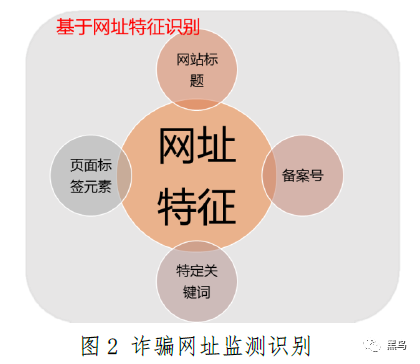 基于网址特征识别
网站标
题
网址
特征
页面标
签元素
备案号
特定关
键词
图2 诈骗网址监测识别
黑鸟